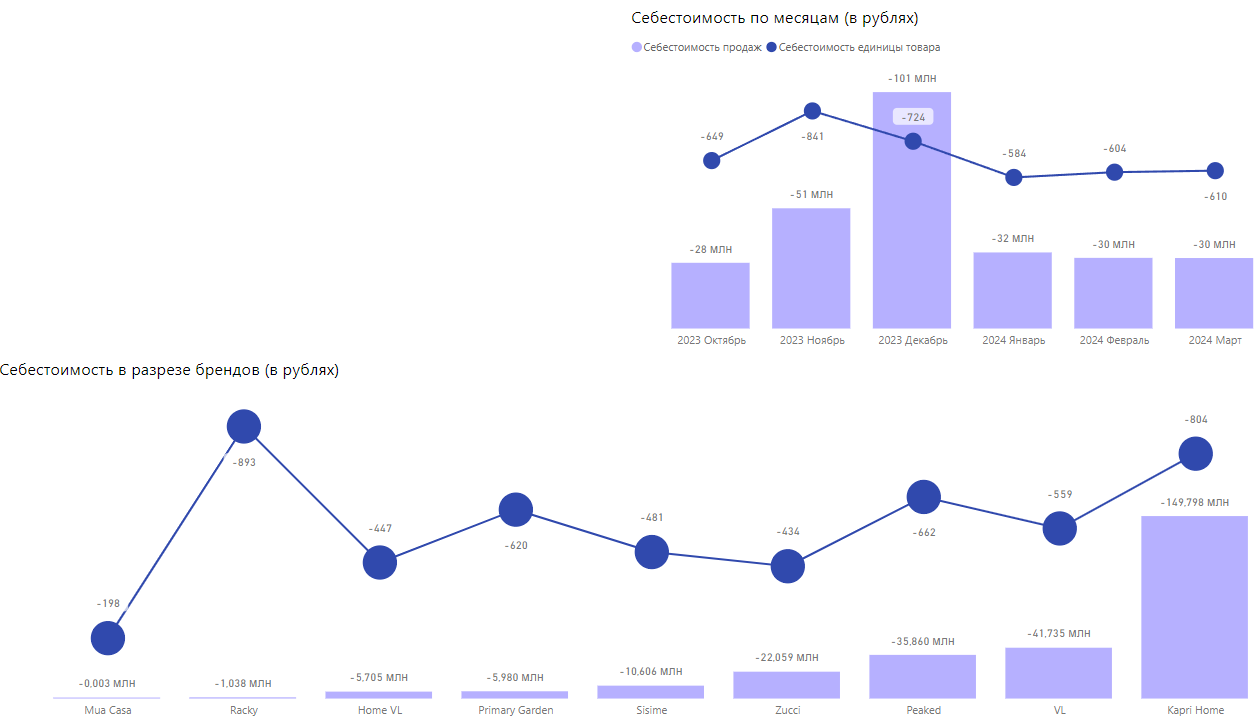 Себестоимость по месяцам (в рублях)
Себестоимость продаж Себестоимость единицы товара
-101 МЛН
-649 -841 -724 -584 -604 -610
-28 МЛН -51 МЛН -32 МЛН -30 МЛН -30 МЛН
2023 Октябрь 2023 Ноябрь 2023 Декабрь 2024 Январь 2024 Февраль 2024 Март
Себестоимость в разрезе брендов (в рублях)
-198 -893 -447 -620 -481 -434 -662 -559 -804
-0,003 МЛН -1,038 МЛН -5,705 МЛН -5,980 МЛН -10,606 МЛН -22,059 МЛН -35,860 МЛН -41,735 МЛН -149,798 МЛН
Mua Casa Racky Home VL Primary Garden Sisime Zucci Peaked VL Kapri Home